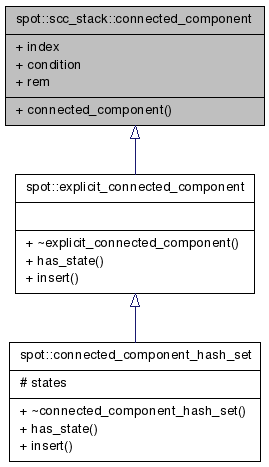 spot::scc_stack::connected_component
+ index
+ condition
+ rem
+ connected_component()
spot::explicit_connected_component
+ ~explicit_connected_component()
+ has_state()
+ insert()
spot::connected_component_hash_set
# states
+ ~connected_component_hash_set()
+ has_state()
+ insert()